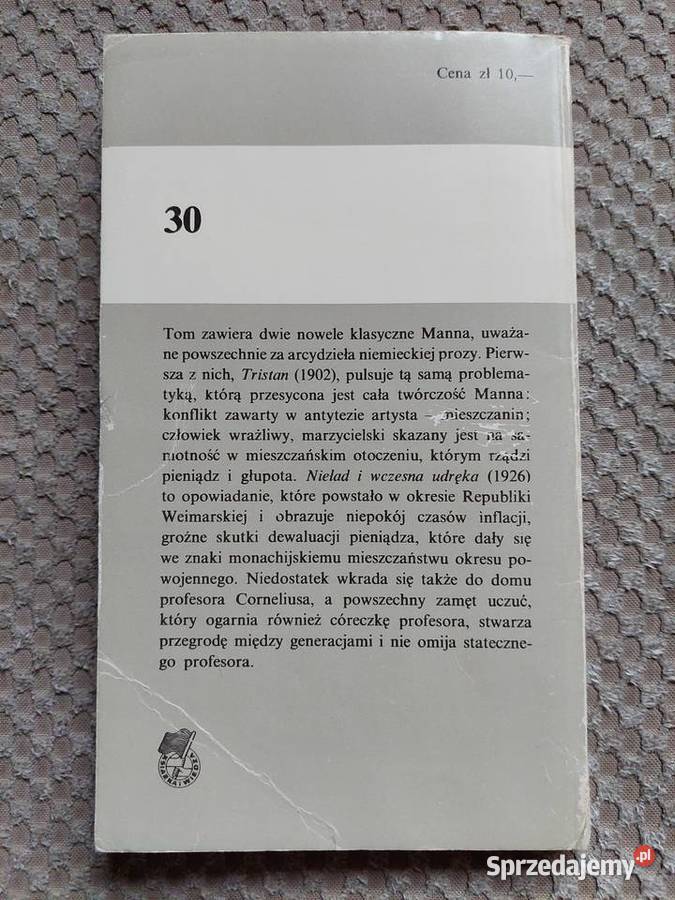 Cena zł 10,—
30
Tom zawiera dwie nowele klasyczne Manna, uważa-
ne powszechnie za arcydzieła niemieckiej prozy. Pierw-
sza z nich, Tristan (1902), pulsuje tą samą problema-
tyką, którą przesycona jest cała twórczość Manna:
konflikt zawarty w antytezie artysta – mieszczanin;
człowiek wrażliwy, marzycielski skazany jest na sa-
motność w mieszczańskim otoczeniu, którym rządzi
pieniądz i głupota. Nieład i wczesna udręka (1926)
to opowiadanie, które powstało w okresie Republiki
Weimarskiej i obrazuje niepokój czasów inflacji,
groźne skutki dewaluacji pieniądza, które dały się
we znaki monachijskiemu mieszczaństwu okresu po-
wojennego. Niedostatek wkrada się także do domu
profesora Corneliusa, a powszechny zamęt uczuć,
który ogarnia również córeczkę profesora, stwarza
przegrodę między generacjami i nie omija stateczne-
go profesora.
KSIĄŻKA I WIEDZA
Sprzedajemy.pl